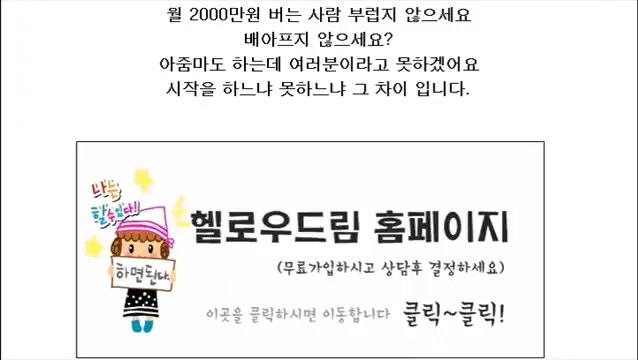 월 2000만원 버는 사람 부럽지 않으세요
배아프지 않으세요?
아줌마도 하는데 여러분이라고 못하겠어요
시작을 하느냐 못하느냐 그 차이 입니다.
나는
할수있다!!
하면된다
헬로우드림 홈페이지
(무료가입하시고 상담후 결정하세요)
이곳을 클릭하시면 이동합니다 클릭~클릭!